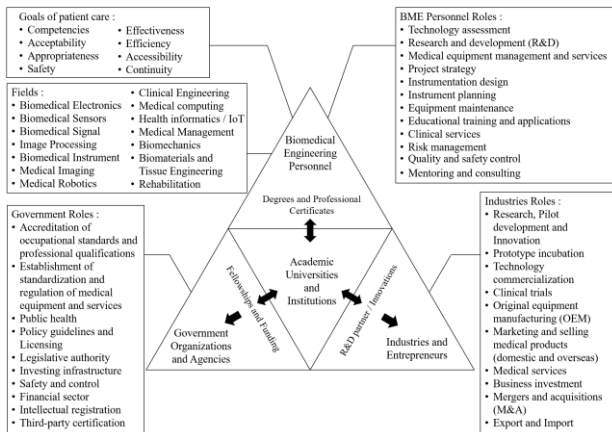 Goals of patient care :
• Competencies
• Acceptability
• Appropriateness
• Safety
• Effectiveness
• Efficiency
• Accessibility
• Continuity
Fields :
• Biomedical Electronics
• Biomedical Sensors
• Biomedical Signal
• Image Processing
• Biomedical Instrument
• Medical Imaging
• Medical Robotics
• Clinical Engineering
• Medical computing
• Health informatics / IoT
• Medical Management
• Biomechanics
• Biomaterials and
Tissue Engineering
• Rehabilitation
BME Personnel Roles :
• Technology assessment
• Research and development (R&D)
• Medical equipment management and services
• Project strategy
• Instrumentation design
• Instrument planning
• Equipment maintenance
• Educational training and applications
• Clinical services
• Risk management
• Quality and safety control
• Mentoring and consulting
Biomedical
Engineering
Personnel
Degrees and Professional
Certificates
Academic
Universities
and Institutions
Fellowships and Funding
R&D partner / Innovations
Government
Organizations
and Agencies
Industries and
Entrepreneurs
Government Roles :
• Accreditation of
occupational standards and
professional qualifications
• Establishment of
standardization and
regulation of medical
equipment and services
• Public health
• Policy guidelines and
Licensing
• Legislative authority
• Investing infrastructure
• Safety and control
• Financial sector
• Intellectual registration
• Third-party certification
Industries Roles :
• Research, Pilot
development and
Innovation
• Prototype incubation
• Technology
commercialization
• Clinical trials
• Original equipment
manufacturing (OEM)
• Marketing and selling
medical products
(domestic and overseas)
• Medical services
• Business investment
• Mergers and acquisitions
(M&A)
• Export and Import